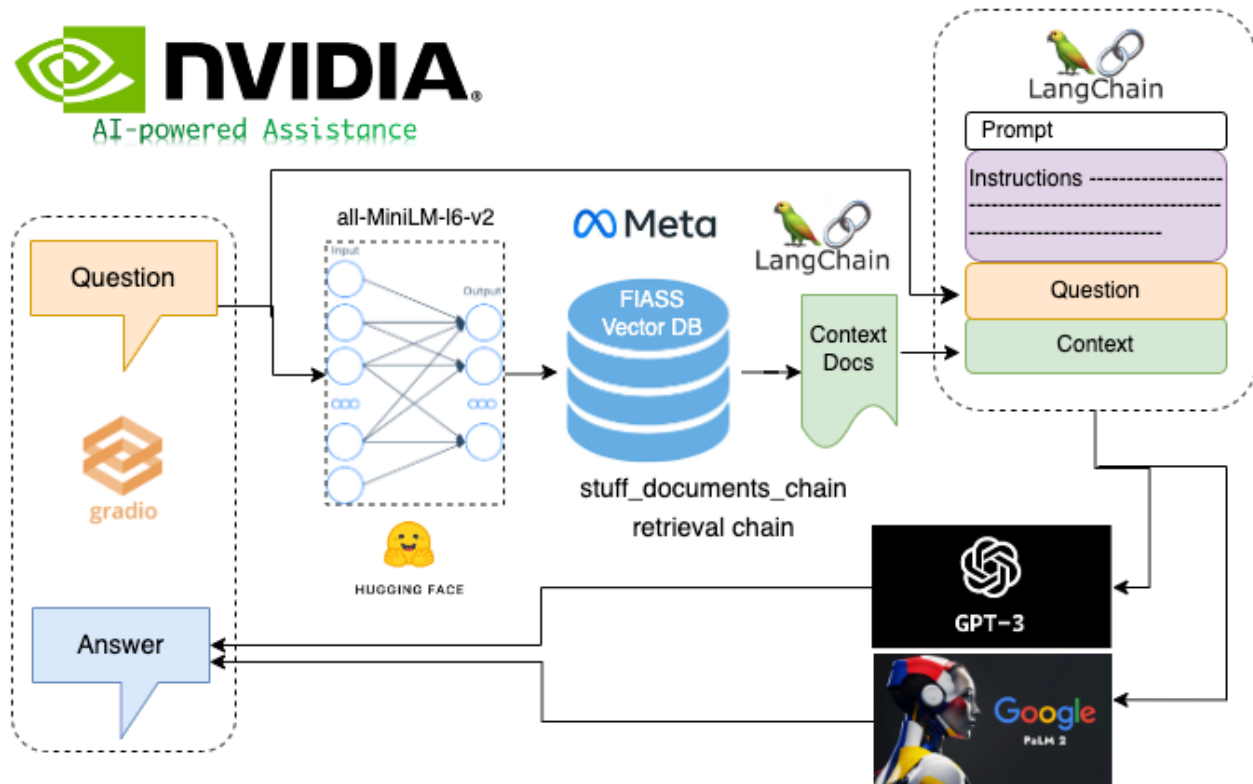 NVIDIA.
AI-powered Assistance
Question
gradio
Answer
all-MiniLM-l6-v2
Input
Output
HUGGING FACE
Meta
FIASS
Vector DB
stuff_documents_chain
retrieval chain
LangChain
Context
Docs
LangChain
Prompt
Instructions -------------------
-----------------------------------
---------------------------
Question
Context
GPT-3
Google
PaLM 2